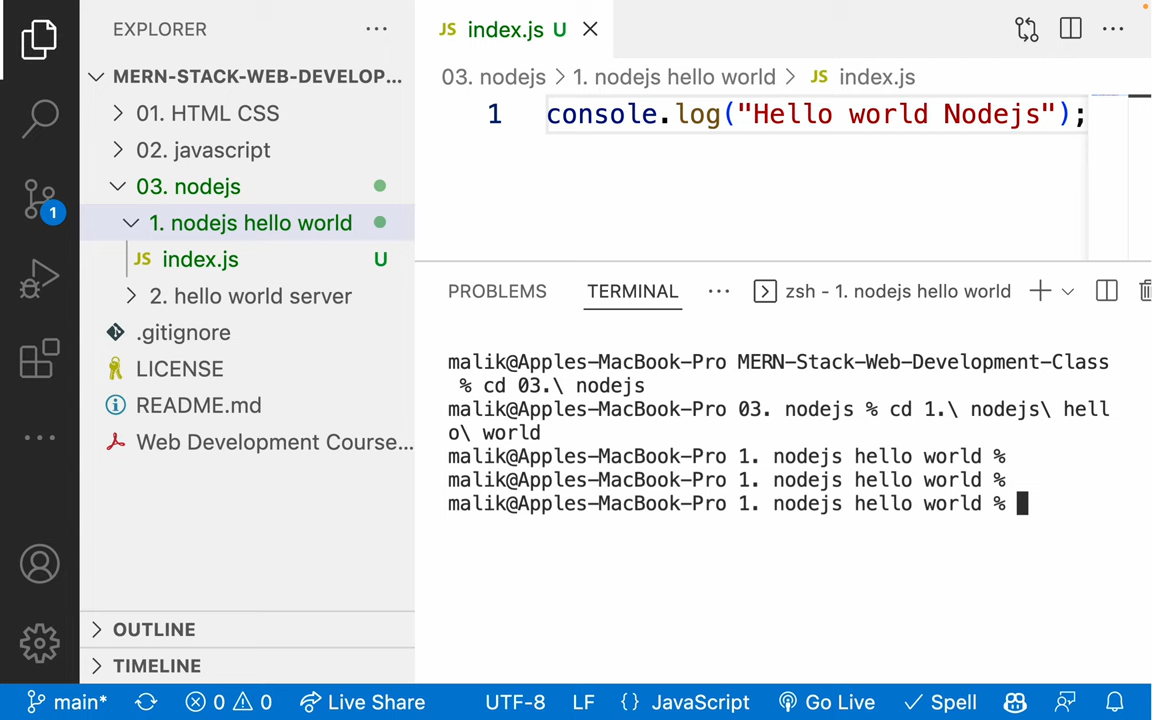 EXPLORER
MERN-STACK-WEB-DEVELOP...
01. HTML CSS
02. javascript
03. nodejs
1. nodejs hello world
JS index.js U
2. hello world server
.gitignore
LICENSE
README.md
Web Development Course...
OUTLINE
TIMELINE
1
JS index.js U
03. nodejs > 1. nodejs hello world > JS index.js
1 console.log("Hello world Nodejs");
PROBLEMS TERMINAL ... zsh - 1. nodejs hello world
malik@Apples-MacBook-Pro MERN-Stack-Web-Development-Class
% cd 03.\ nodejs
malik@Apples-MacBook-Pro 03. nodejs % cd 1.\ nodejs\ hell
o\ world
malik@Apples-MacBook-Pro 1. nodejs hello world %
malik@Apples-MacBook-Pro 1. nodejs hello world %
malik@Apples-MacBook-Pro 1. nodejs hello world %
main* 0 0 Live Share UTF-8 LF {} JavaScript Go Live Spell